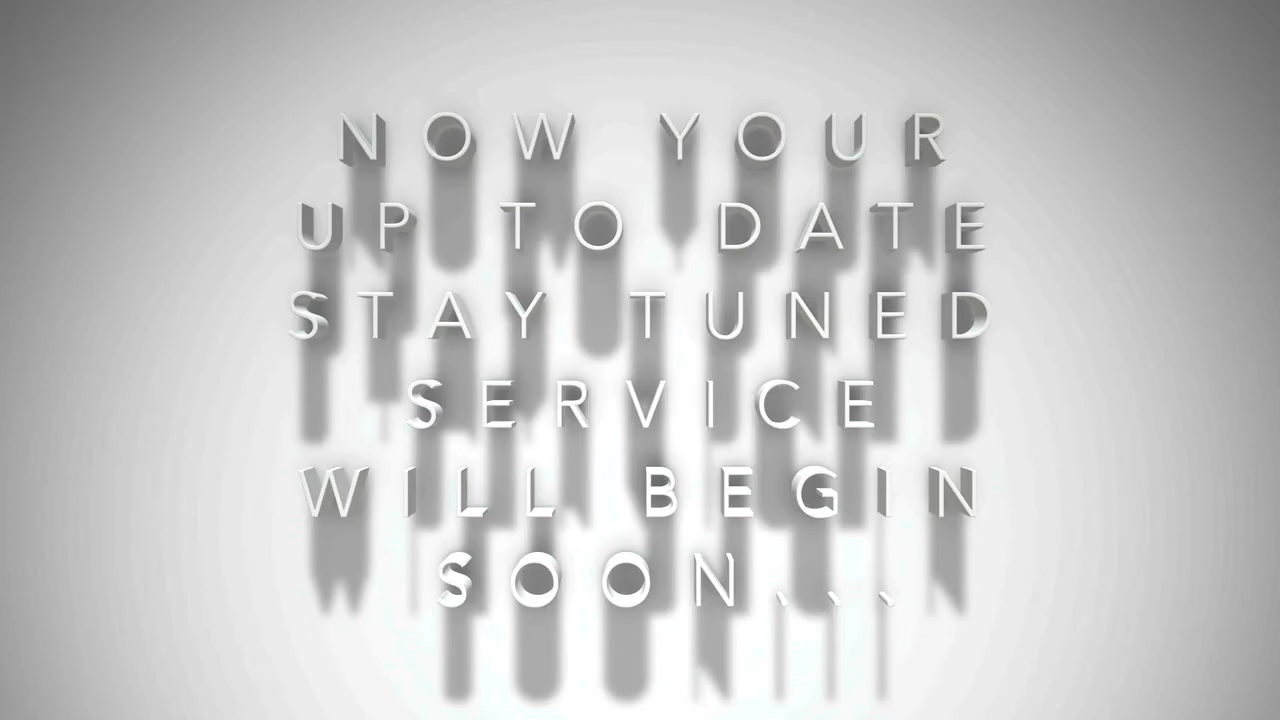 NOW YOUR
UP TO DATE
STAY TUNED
SERVICE
WILL BEGIN
SOON...